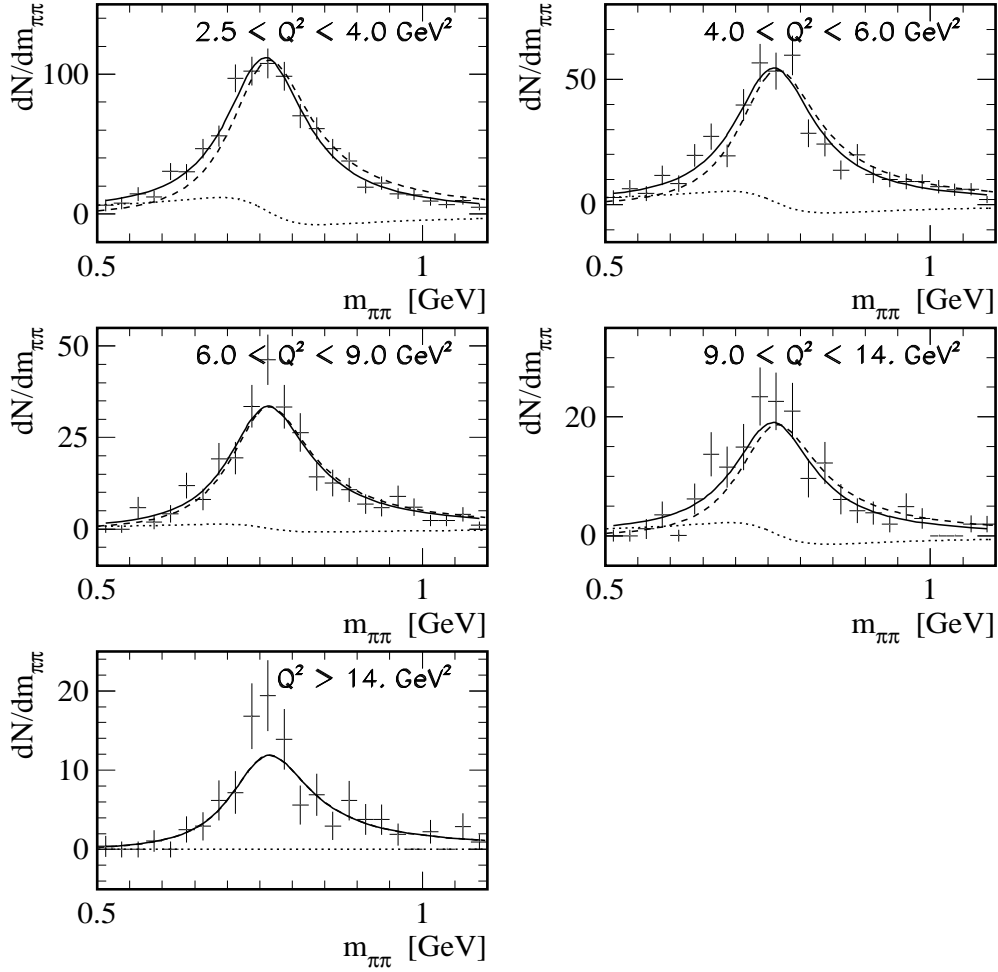 2.5 < Q² < 4.0 GeV²
dN/dm_ππ
100
0
0.5 1
m_ππ [GeV]
4.0 < Q² < 6.0 GeV²
dN/dm_ππ
50
0
0.5 1
m_ππ [GeV]
6.0 < Q² < 9.0 GeV²
dN/dm_ππ
50
25
0
0.5 1
m_ππ [GeV]
9.0 < Q² < 14. GeV²
dN/dm_ππ
20
0
0.5 1
m_ππ [GeV]
Q² > 14. GeV²
dN/dm_ππ
20
10
0
0.5 1
m_ππ [GeV]